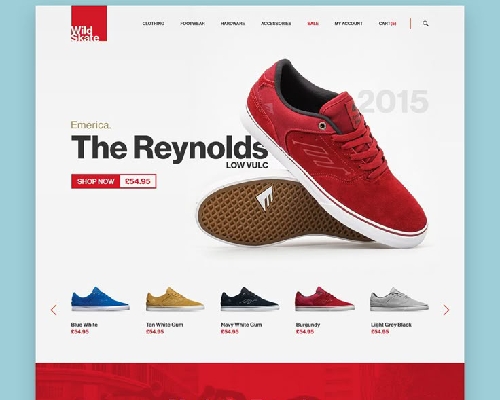 Wild
Skate
CLOTHING FOOTWEAR HARDWARE ACCESSORIES SALE MY ACCOUNT CART
2015
Emerica.
The Reynolds
LOW VULC
SHOP NOW £54.95
Blue White Tan White Gum Navy White Gum Burgundy Light Grey Black
£54.95 £54.95 £54.95 £54.95 £54.95